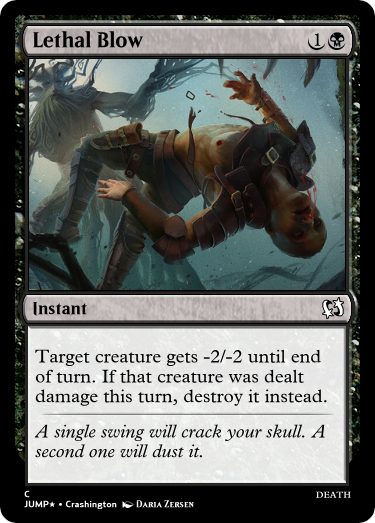 Lethal Blow 1
Instant
Target creature gets -2/-2 until end
of turn. If that creature was dealt
damage this turn, destroy it instead.
A single swing will crack your skull. A
second one will dust it.
C DEATH
JUMP★ • Crashington Daria Zersen